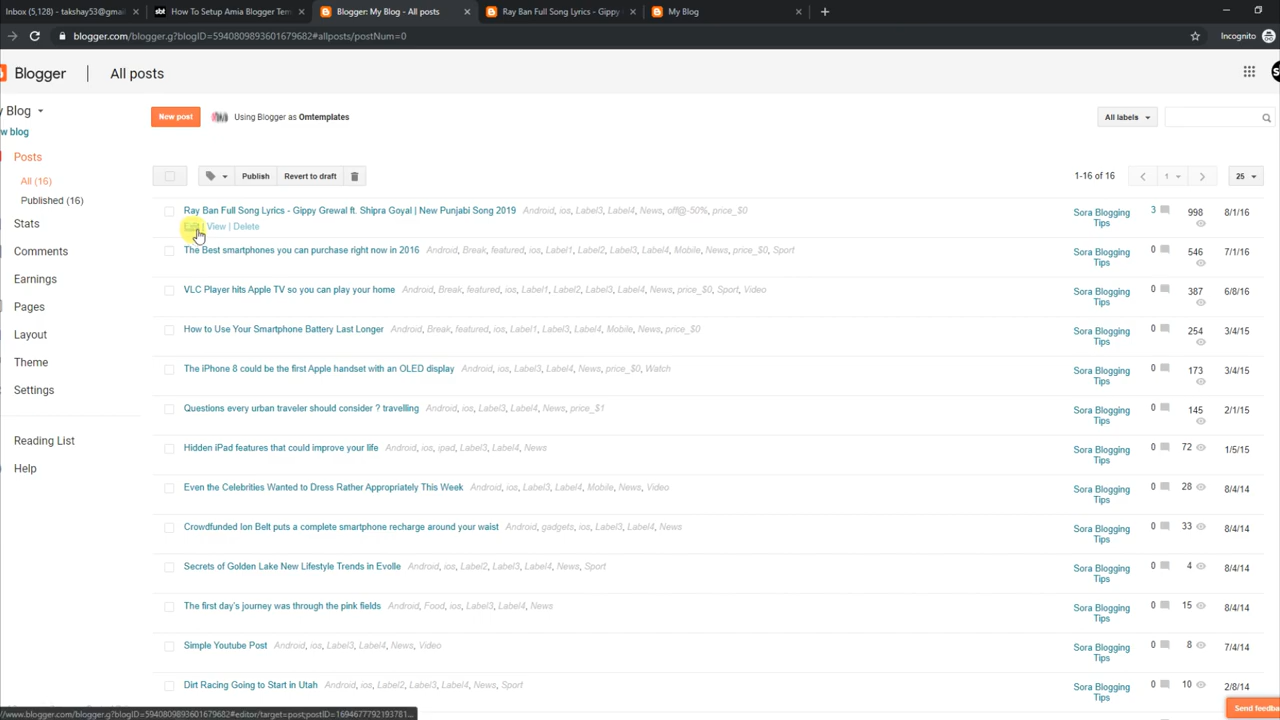 Inbox (5,128) - takshay53@gmail
How To Setup Amia Blogger Tem
Blogger: My Blog - All posts
Ray Ban Full Song Lyrics - Gippy
My Blog
blogger.com/blogger.g?blogID=5940809893601679682#allposts/postNum=0
Incognito
Blogger
All posts
y Blog
w blog
New post
Using Blogger as Omtemplates
All labels
Posts
All (16)
Published (16)
Stats
Comments
Earnings
Pages
Layout
Theme
Settings
Reading List
Help
Publish
Revert to draft
1-16 of 16
1
25
Ray Ban Full Song Lyrics - Gippy Grewal ft. Shipra Goyal | New Punjabi Song 2019 Android, ios, Label3, Label4, News, off@-50%, price_$0
Edit | View | Delete
Sora Blogging Tips
3
998
8/1/16
The Best smartphones you can purchase right now in 2016 Android, Break, featured, ios, Label1, Label2, Label3, Label4, Mobile, News, price_$0, Sport
Sora Blogging Tips
0
546
7/1/16
VLC Player hits Apple TV so you can play your home Android, Break, featured, ios, Label1, Label2, Label3, Label4, News, price_$0, Sport, Video
Sora Blogging Tips
0
387
6/8/16
How to Use Your Smartphone Battery Last Longer Android, Break, featured, ios, Label1, Label3, Label4, Mobile, News, price_$0
Sora Blogging Tips
0
254
3/4/15
The iPhone 8 could be the first Apple handset with an OLED display Android, ios, Label3, Label4, News, price_$0, Watch
Sora Blogging Tips
0
173
3/4/15
Questions every urban traveler should consider ? travelling Android, ios, Label3, Label4, News, price_$1
Sora Blogging Tips
0
145
2/1/15
Hidden iPad features that could improve your life Android, ios, ipad, Label3, Label4, News
Sora Blogging Tips
0
72
1/5/15
Even the Celebrities Wanted to Dress Rather Appropriately This Week Android, ios, Label3, Label4, Mobile, News, Video
Sora Blogging Tips
0
28
8/4/14
Crowdfunded Ion Belt puts a complete smartphone recharge around your waist Android, gadgets, ios, Label3, Label4, News
Sora Blogging Tips
0
33
8/4/14
Secrets of Golden Lake New Lifestyle Trends in Evolle Android, ios, Label2, Label3, Label4, News, Sport
Sora Blogging Tips
0
4
8/4/14
The first day's journey was through the pink fields Android, Food, ios, Label3, Label4, News
Sora Blogging Tips
0
15
8/4/14
Simple Youtube Post Android, ios, Label3, Label4, News, Video
Sora Blogging Tips
0
8
7/4/14
Dirt Racing Going to Start in Utah Android, ios, Label2, Label3, Label4, News, Sport
Sora Blogging Tips
0
10
2/8/14
//www.blogger.com/blogger.g?blogID=5940809893601679682#editor/target=post;postID=1694677792193781...
Send feedba